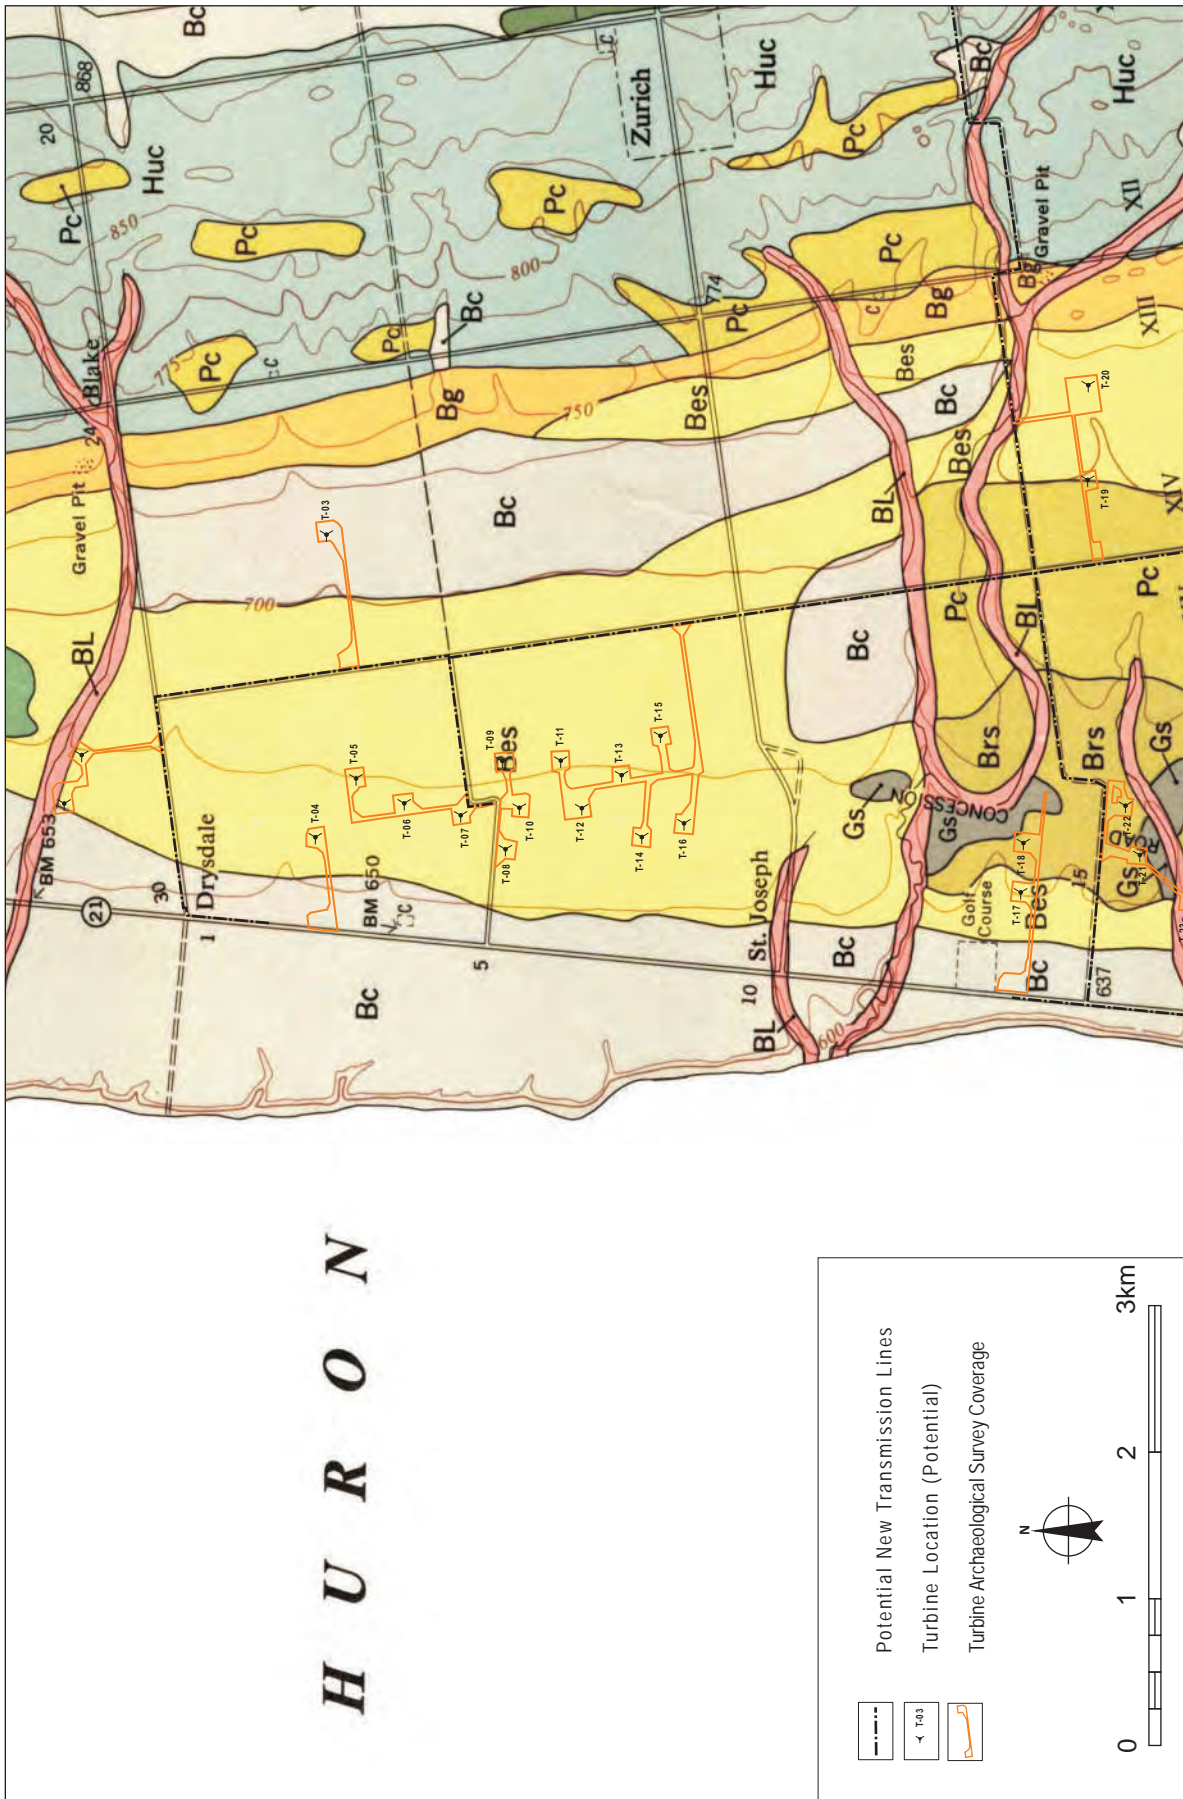 Bc
868
20
Pc
Huc
850
Pc
C
Zurich
Huc
Bc
Pc
Huc
XII
Gravel Pit
Bg
800
Pc
Pc
774
Pc
C
Bg
XIII
775
Pc
C
Pc
Bc
Blake
24
Gravel Pit
Bg
750
Bes
Bes
Bc
Bes
T-20
T-19
XIV
T-03
Bc
700
BL
BL
Pc
BL
Pc
Bc
T-05
T-06
T-07
T-04
T-09
Bes
T-10
T-08
T-11
T-12
T-13
T-14
T-15
T-16
Brs
Brs
Gs
Gs
Gs
CONCESSION
ROAD
Gs
T-22
T-21
T-18
T-17
Bes
15
Golf
Course
BM 653
21
30
Drysdale
1
BM 650
C
5
St. Joseph
10
BL
600
Bc
Bc
637
Bc
HURON
Potential New Transmission Lines
T-03
Turbine Location (Potential)
Turbine Archaeological Survey Coverage
N
0 1 2 3km